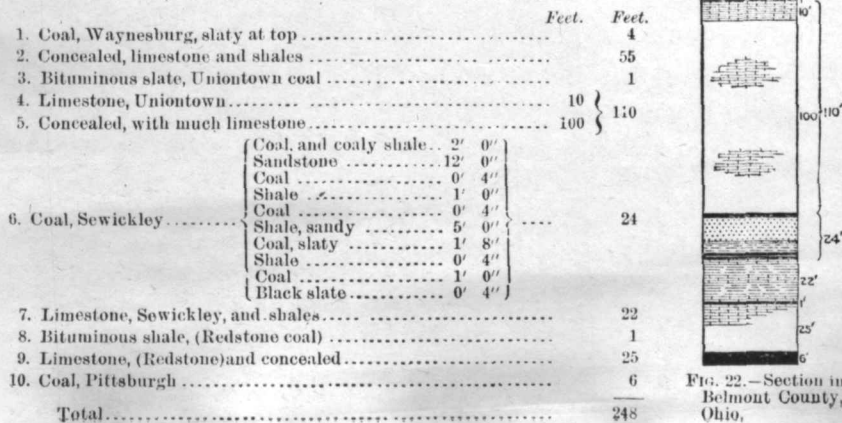 Feet. Feet.
1. Coal, Waynesburg, slaty at top 4
2. Concealed, limestone and shales 55
3. Bituminous slate, Uniontown coal 1
4. Limestone, Uniontown 10
110
5. Concealed, with much limestone 100
Coal, and coaly shale.. 2' 0"
Sandstone 12' 0"
Coal 0' 4"
Shale 1' 0"
Coal 0' 4"
6. Coal, Sewickley 24
Shale, sandy 5' 0"
Coal, slaty 1' 8"
Shale 0' 4"
Coal 1' 0"
Black slate 0' 4"
7. Limestone, Sewickley, and shales 22
8. Bituminous shale, (Redstone coal) 1
9. Limestone, (Redstone)and concealed 25
10. Coal, Pittsburgh 6
Total 248
10'
100'
110'
24'
22'
1'
25'
6'
FIG. 22.—Section in
Belmont County,
Ohio.